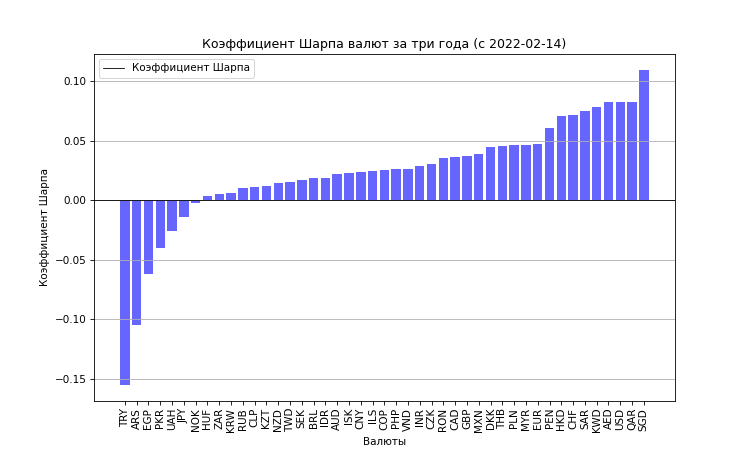 Коэффициент Шарпа валют за три года (с 2022-02-14)
Коэффициент Шарпа
0.10
0.05
0.00
−0.05
−0.10
−0.15
Коэффициент Шарпа
TRY ARS EGP PKR UAH JPY NOK HUF ZAR KRW RUB CLP KZT NZD TWD SEK BRL IDR AUD ISK CNY ILS COP PHP VND INR CZK RON CAD GBP MXN DKK THB PLN MYR EUR PEN HKD CHF SAR KWD AED USD QAR SGD
Валюты